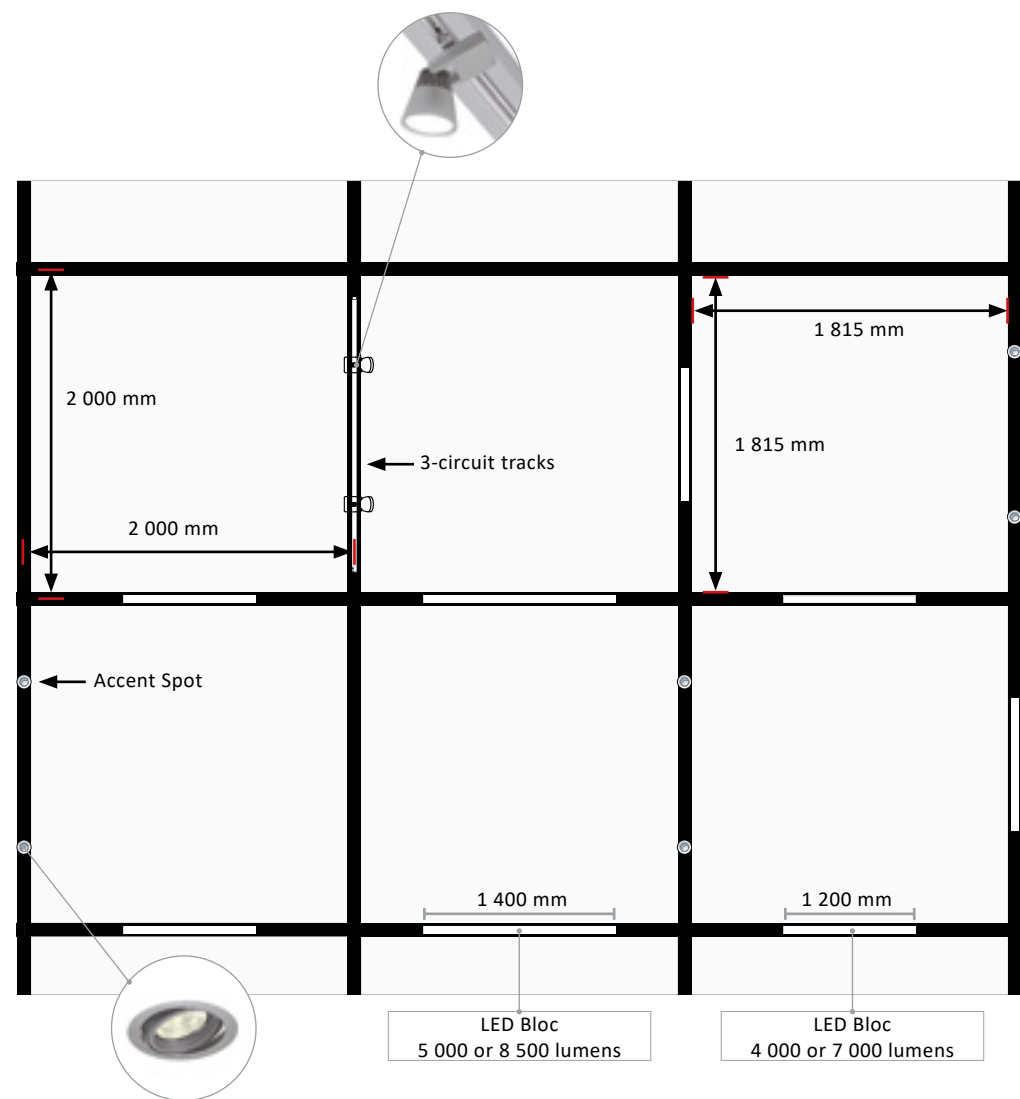 1 815 mm
2 000 mm
1 815 mm
3-circuit tracks
2 000 mm
Accent Spot
1 400 mm
1 200 mm
LED Bloc
5 000 or 8 500 lumens
LED Bloc
4 000 or 7 000 lumens